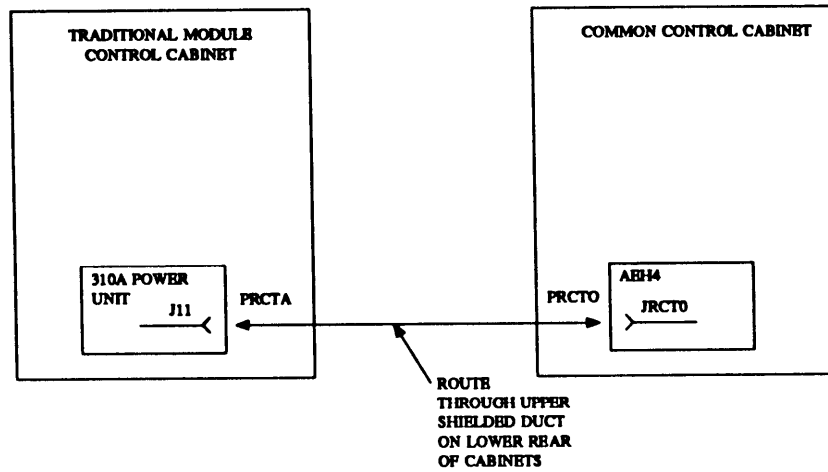 TRADITIONAL MODULE
CONTROL CABINET
COMMON CONTROL CABINET
310A POWER
UNIT
J11
PRCTA
PRCT0
AEH4
JRCT0
ROUTE
THROUGH UPPER
SHIELDED DUCT
ON LOWER REAR
OF CABINETS